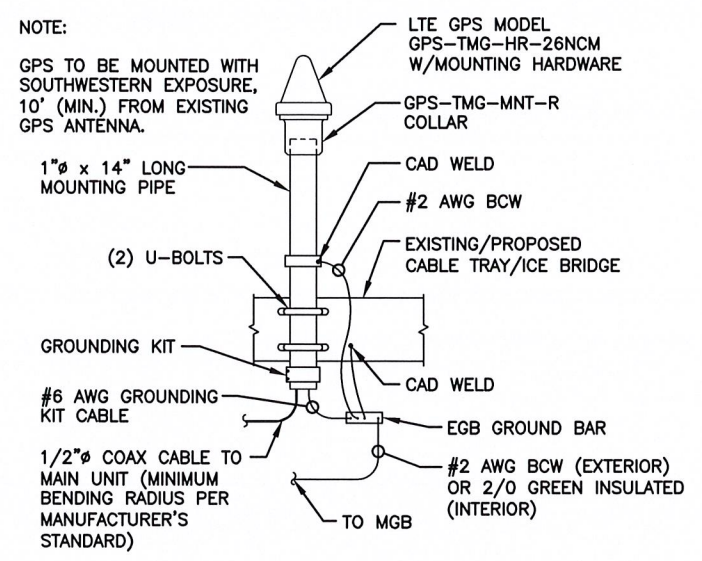 NOTE:
GPS TO BE MOUNTED WITH
SOUTHWESTERN EXPOSURE,
10' (MIN.) FROM EXISTING
GPS ANTENNA.
LTE GPS MODEL
GPS-TMG-HR-26NCM
W/MOUNTING HARDWARE
GPS-TMG-MNT-R
COLLAR
1"ø x 14" LONG
MOUNTING PIPE
CAD WELD
#2 AWG BCW
(2) U-BOLTS
EXISTING/PROPOSED
CABLE TRAY/ICE BRIDGE
GROUNDING KIT
CAD WELD
#6 AWG GROUNDING
KIT CABLE
EGB GROUND BAR
1/2"ø COAX CABLE TO
MAIN UNIT (MINIMUM
BENDING RADIUS PER
MANUFACTURER'S
STANDARD)
#2 AWG BCW (EXTERIOR)
OR 2/0 GREEN INSULATED
(INTERIOR)
TO MGB